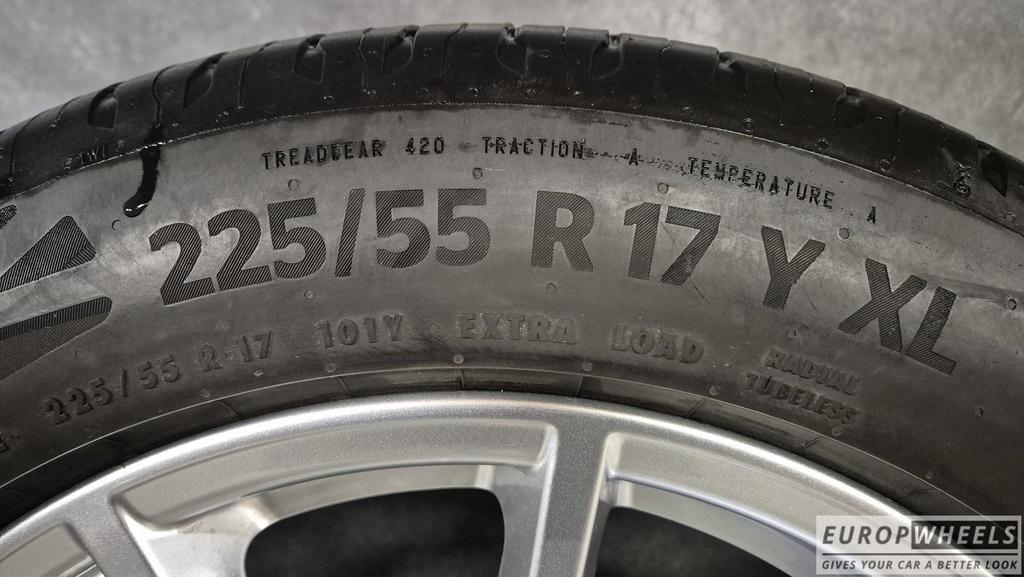 TWI
TREADWEAR 420 TRACTION A TEMPERATURE A
225/55 R 17 Y XL
225/55 R 17 101Y EXTRA LOAD
RADIAL
TUBELESS
EUROPWHEELS
GIVES YOUR CAR A BETTER LOOK